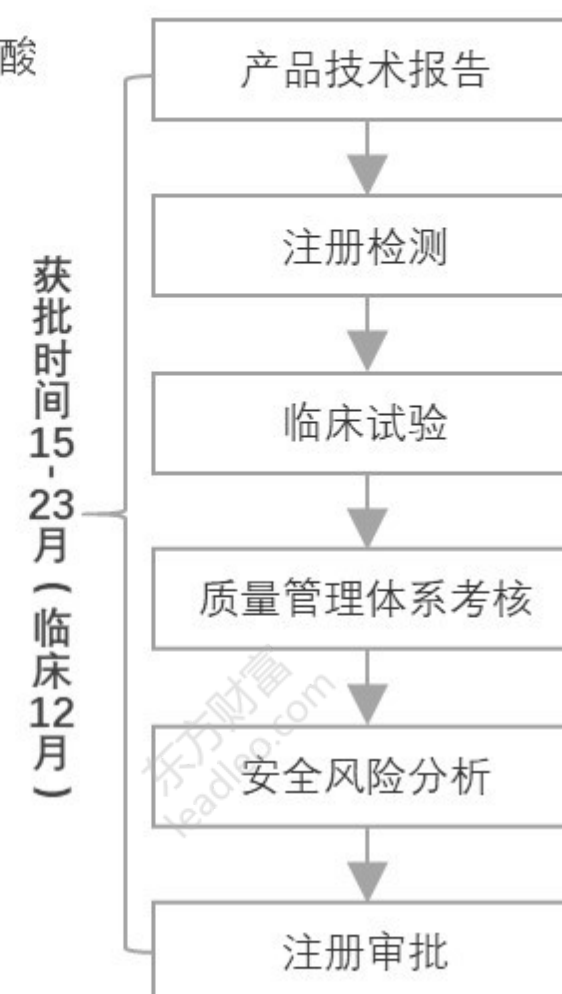 酸
产品技术报告
注册检测
临床试验
质量管理体系考核
安全风险分析
注册审批
获批时间15-23月(临床12月)
东方财富
leadleo.com